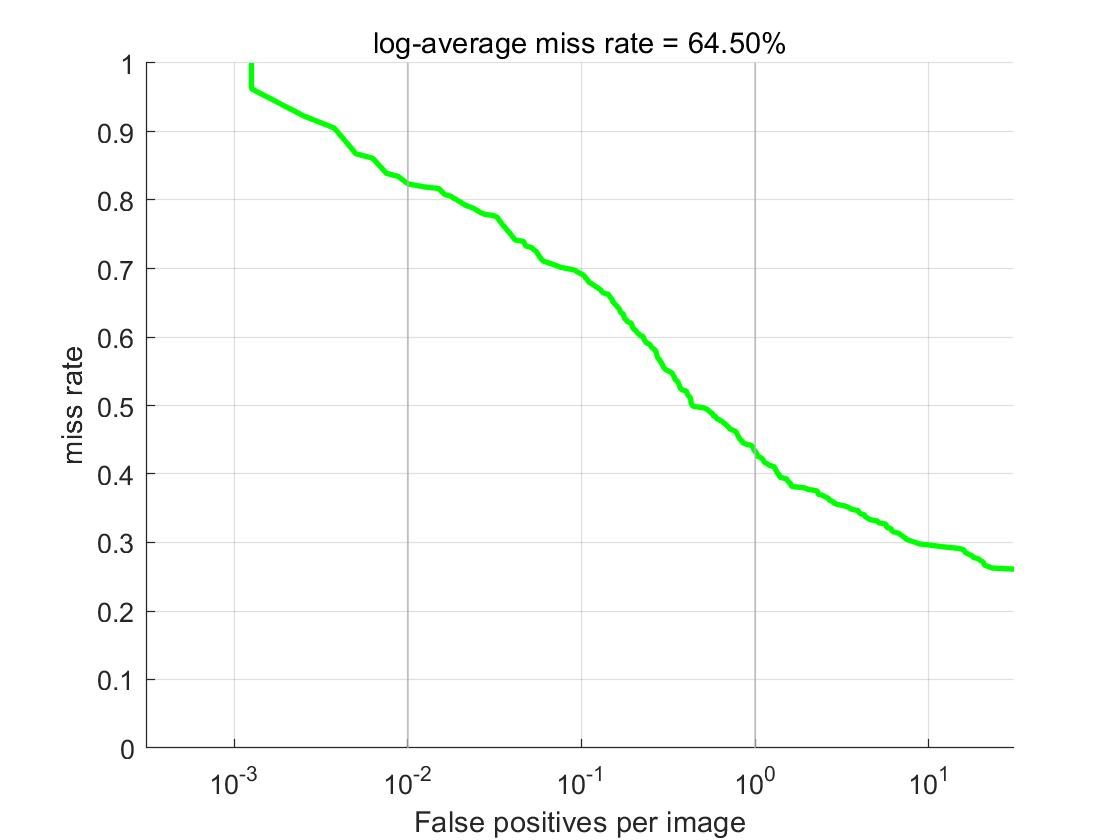 log-average miss rate = 64.50%
1
0.9
0.8
0.7
0.6
0.5
0.4
0.3
0.2
0.1
0
miss rate
10^-3 10^-2 10^-1 10^0 10^1
False positives per image